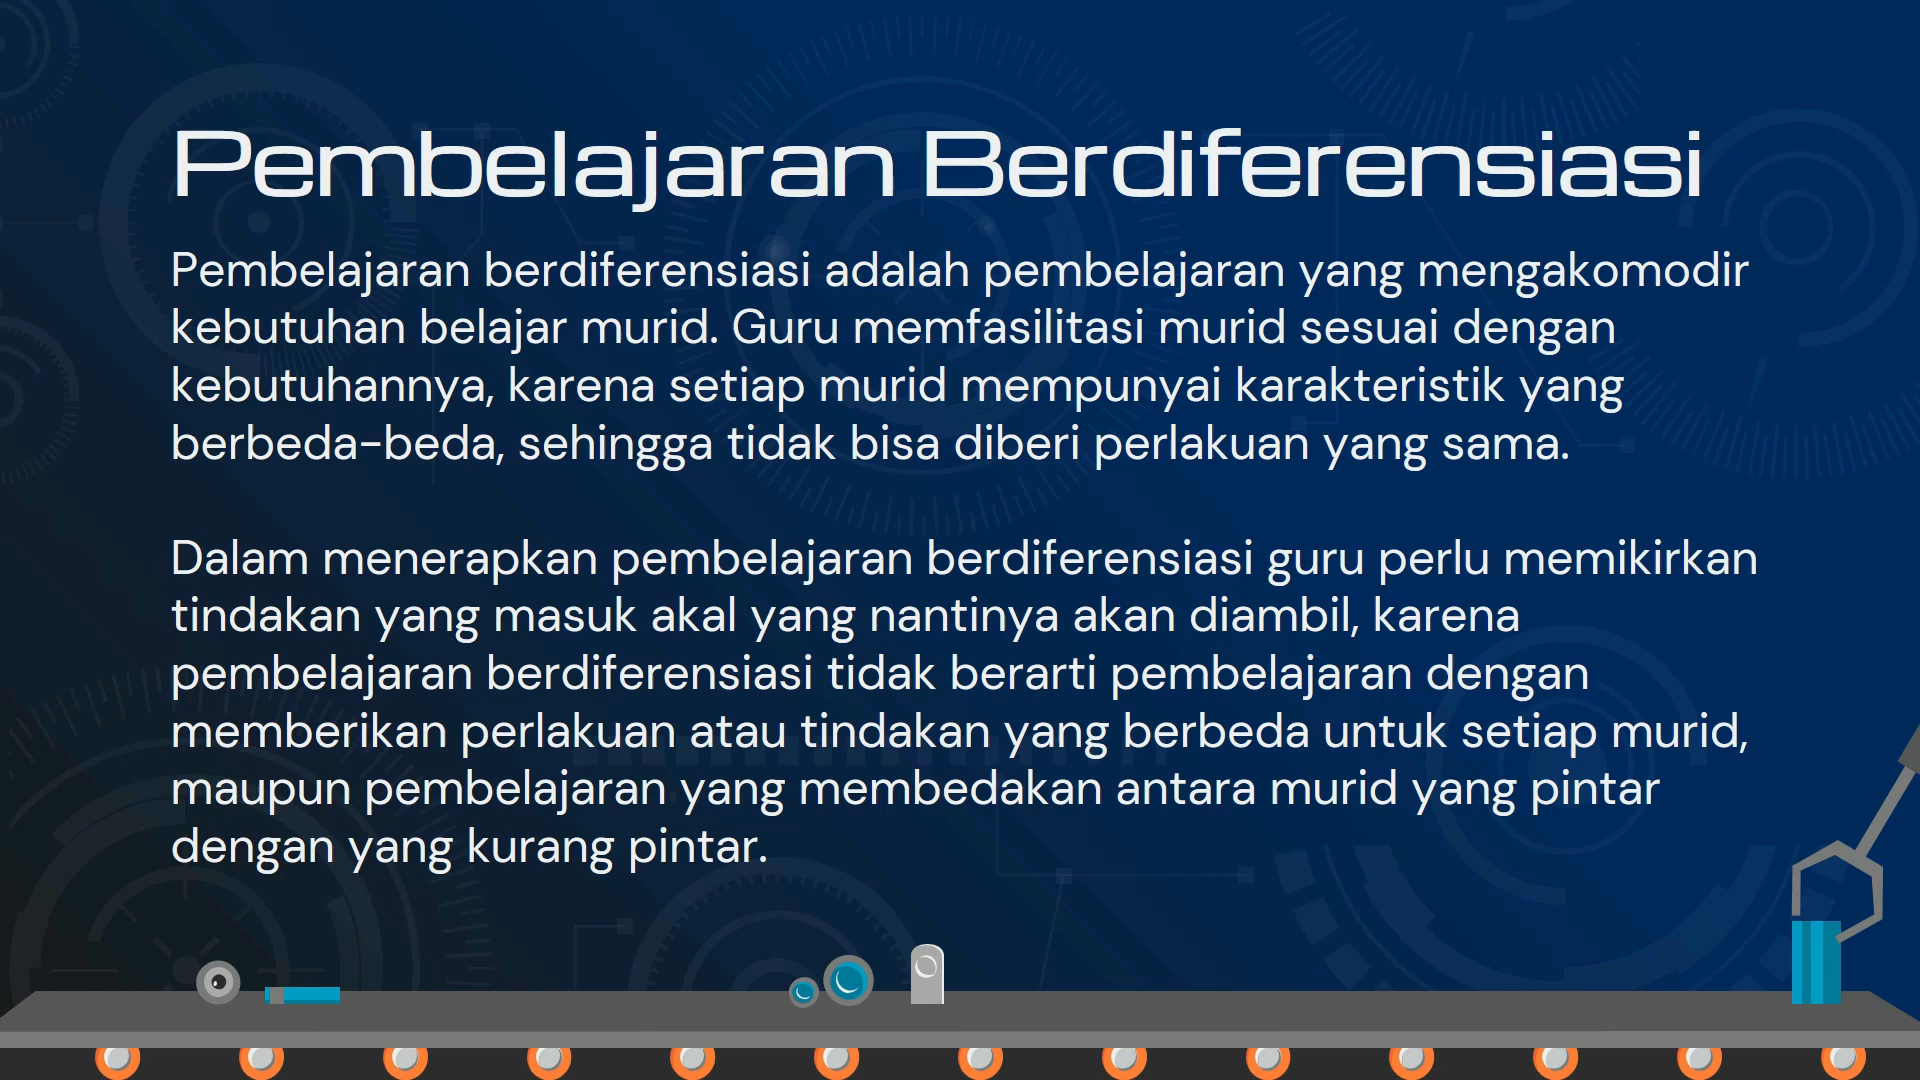 Pembelajaran Berdiferensiasi
Pembelajaran berdiferensiasi adalah pembelajaran yang mengakomodir
kebutuhan belajar murid. Guru memfasilitasi murid sesuai dengan
kebutuhannya, karena setiap murid mempunyai karakteristik yang
berbeda-beda, sehingga tidak bisa diberi perlakuan yang sama.
Dalam menerapkan pembelajaran berdiferensiasi guru perlu memikirkan
tindakan yang masuk akal yang nantinya akan diambil, karena
pembelajaran berdiferensiasi tidak berarti pembelajaran dengan
memberikan perlakuan atau tindakan yang berbeda untuk setiap murid,
maupun pembelajaran yang membedakan antara murid yang pintar
dengan yang kurang pintar.